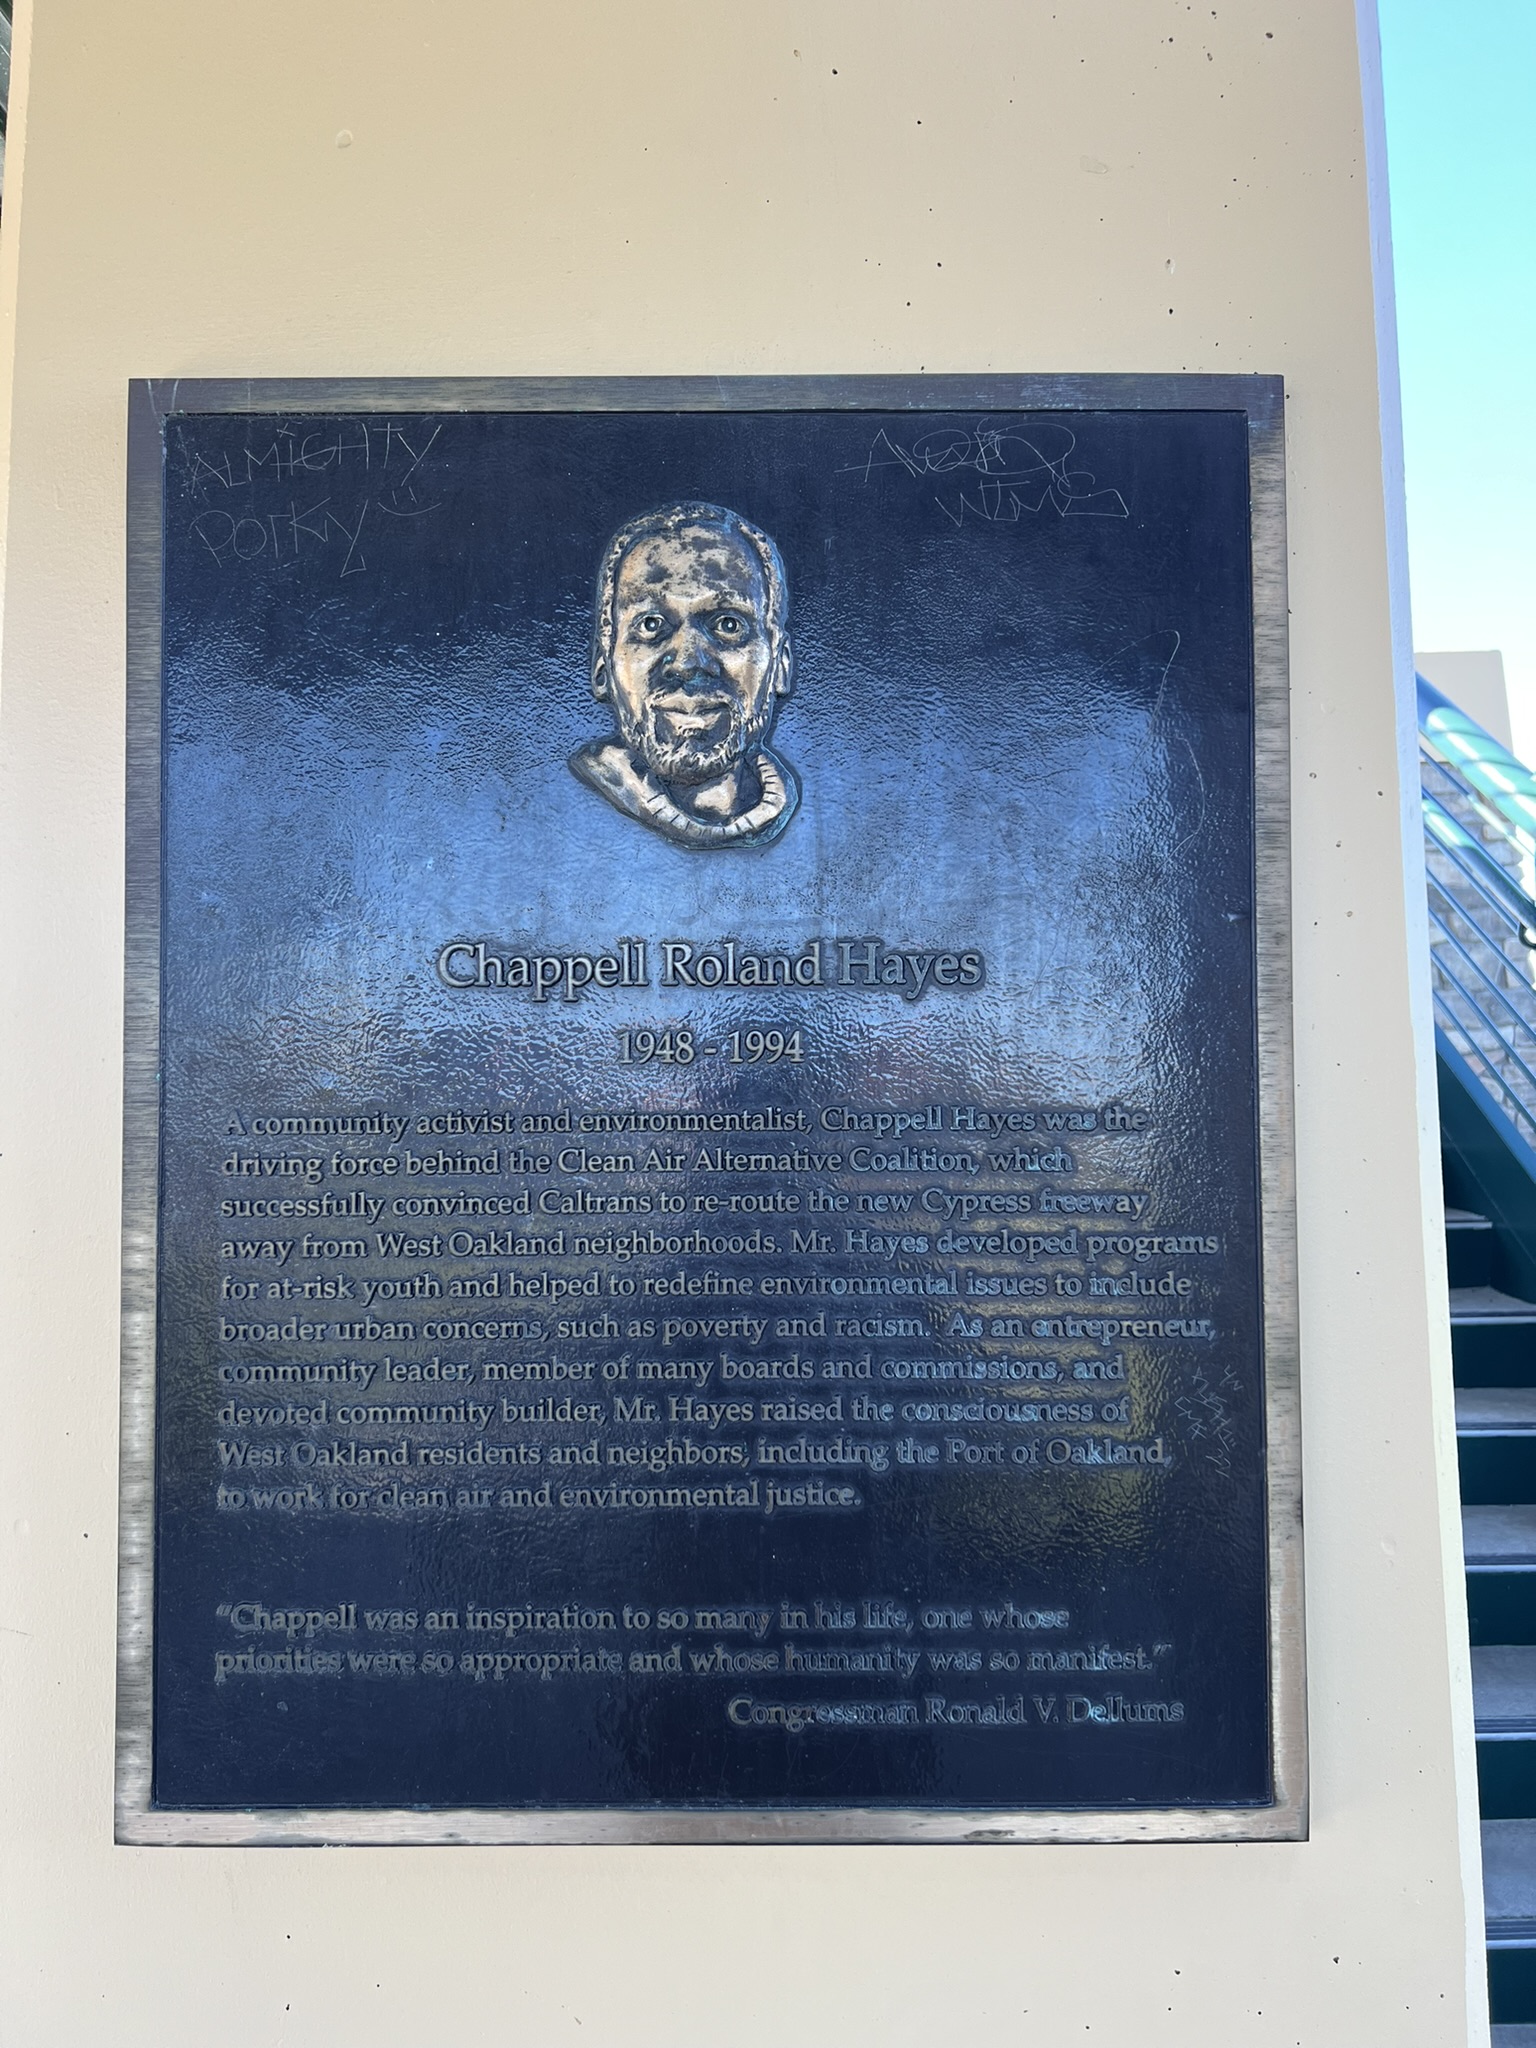 ALMIGHTY
PORKY
WIMS
Chappell Roland Hayes
1948 - 1994
A community activist and environmentalist, Chappell Hayes was the
driving force behind the Clean Air Alternative Coalition, which
successfully convinced Caltrans to re-route the new Cypress freeway
away from West Oakland neighborhoods. Mr. Hayes developed programs
for at-risk youth and helped to redefine environmental issues to include
broader urban concerns, such as poverty and racism. As an entrepreneur,
community leader, member of many boards and commissions, and
devoted community builder, Mr. Hayes raised the consciousness of
West Oakland residents and neighbors, including the Port of Oakland,
to work for clean air and environmental justice.
“Chappell was an inspiration to so many in his life, one whose
priorities were so appropriate and whose humanity was so manifest.”
Congressman Ronald V. Dellums